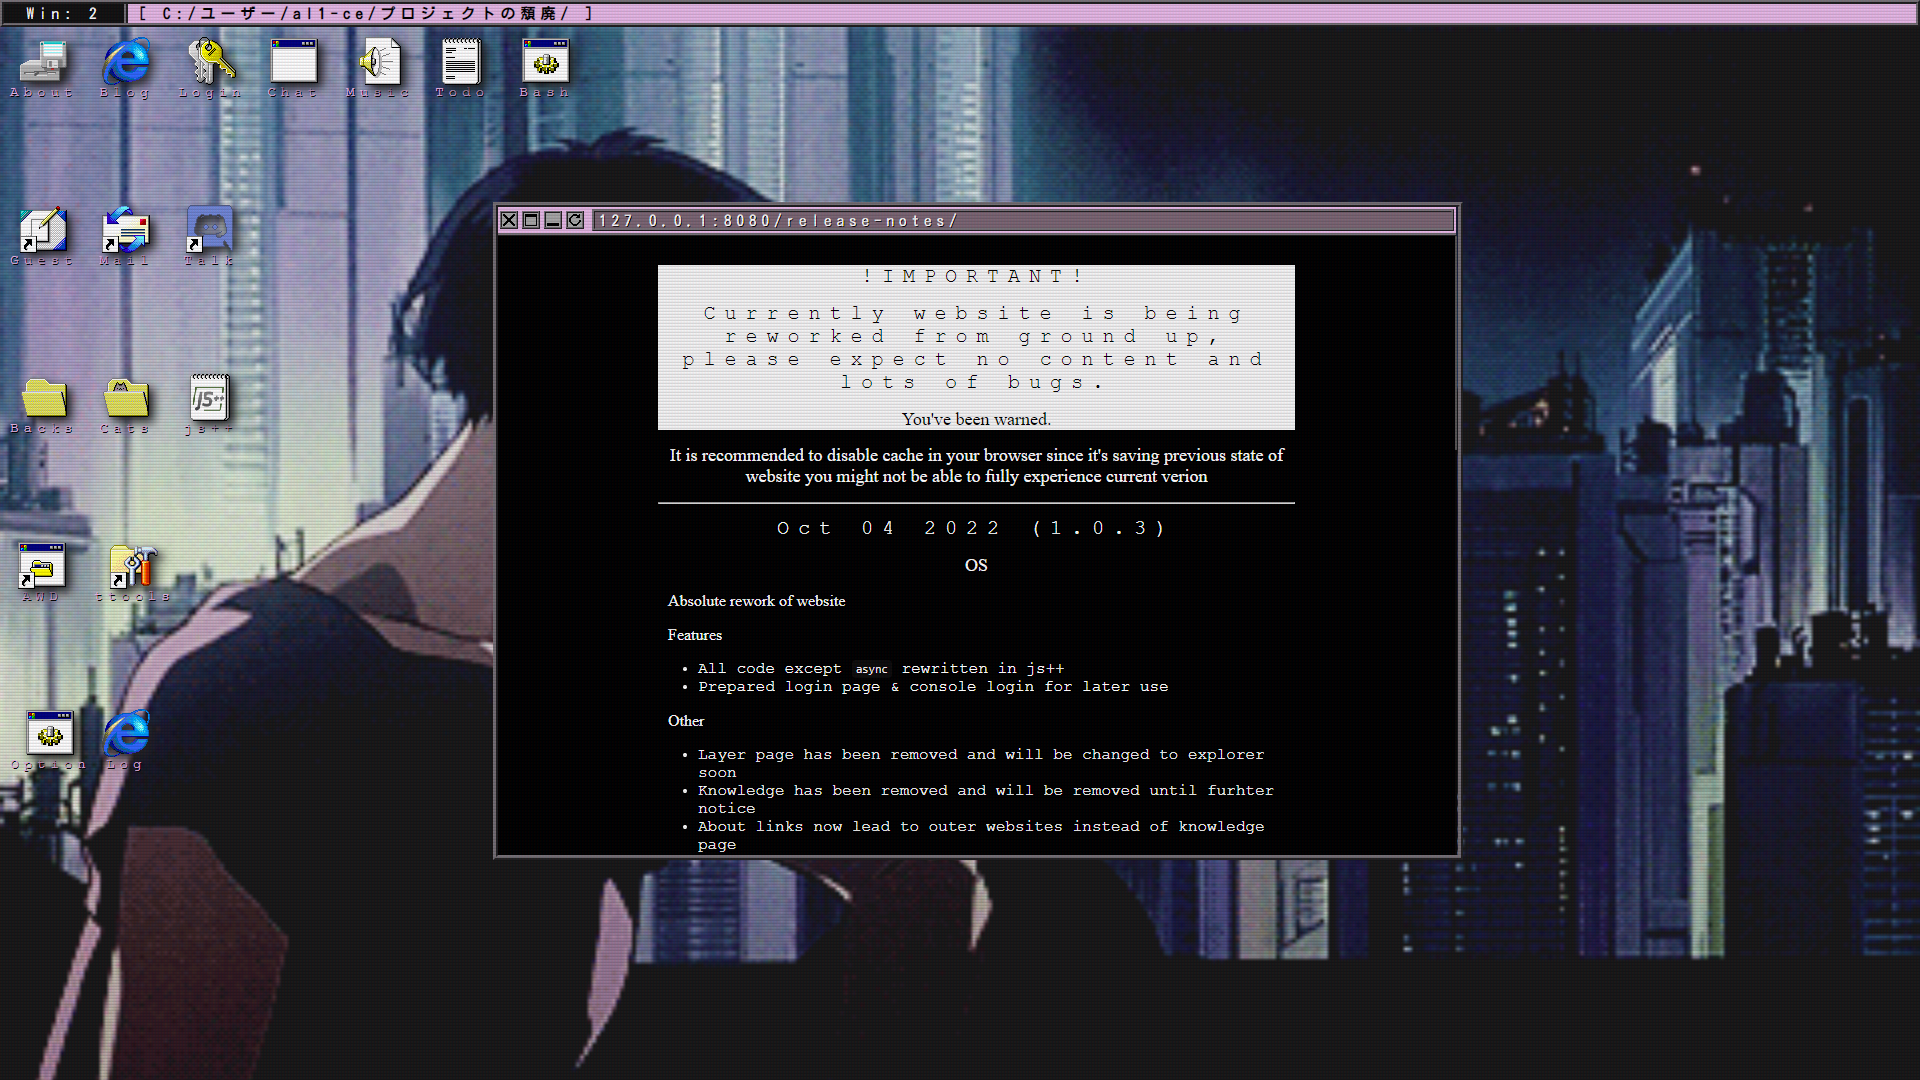 Win: 2
[ C:/ユーザー/al1-ce/プロジェクトの頽廃/ ]
About Blog Login Chat Music Todo Bash
Guest Mail Talk
Backs Cats js++
AWD ttools
Option Log
127.0.0.1:8080/release-notes/
!IMPORTANT!
Currently website is being
reworked from ground up,
please expect no content and
lots of bugs.
You've been warned.
It is recommended to disable cache in your browser since it's saving previous state of
website you might not be able to fully experience current verion
Oct 04 2022 (1.0.3)
OS
Absolute rework of website
Features
• All code except async rewritten in js++
• Prepared login page & console login for later use
Other
• Layer page has been removed and will be changed to explorer
soon
• Knowledge has been removed and will be removed until furhter
notice
• About links now lead to outer websites instead of knowledge
page